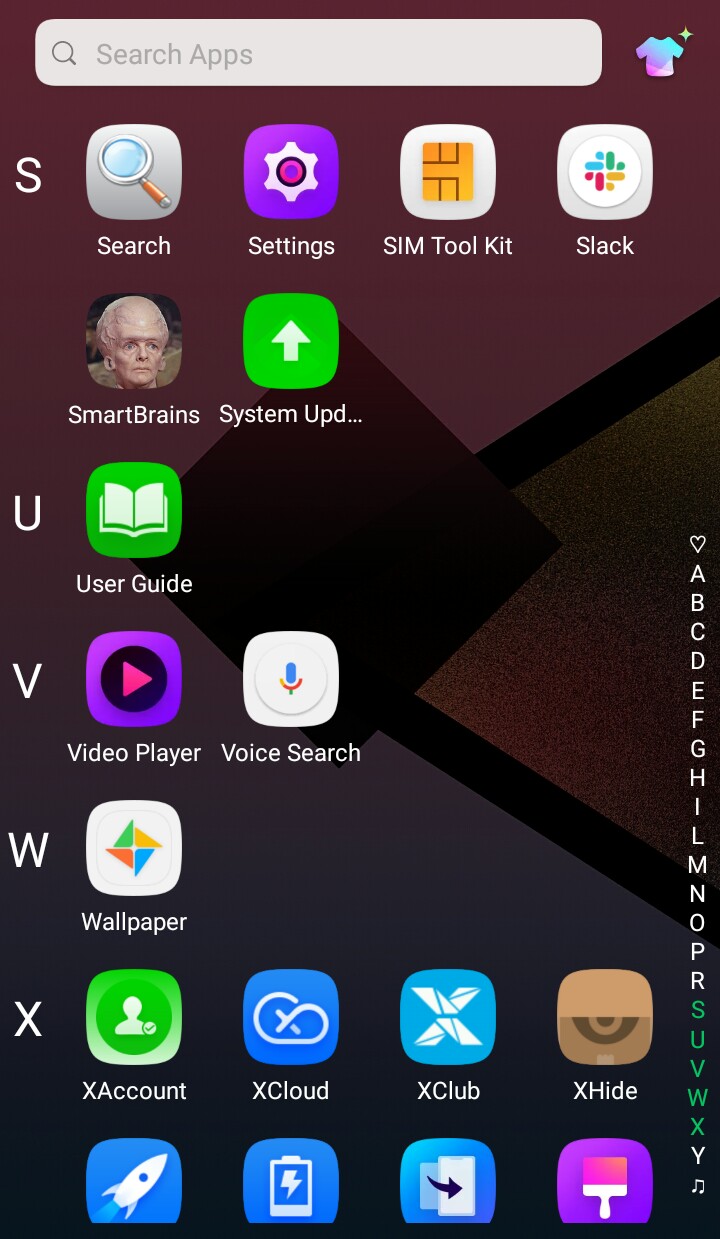 Search Apps
S
Search Settings SIM Tool Kit Slack
SmartBrains System Upd...
U
User Guide
V
Video Player Voice Search
W
Wallpaper
X
XAccount XCloud XClub XHide
♡
A
B
C
D
E
F
G
H
I
L
M
N
O
P
R
S
U
V
W
X
Y
♫